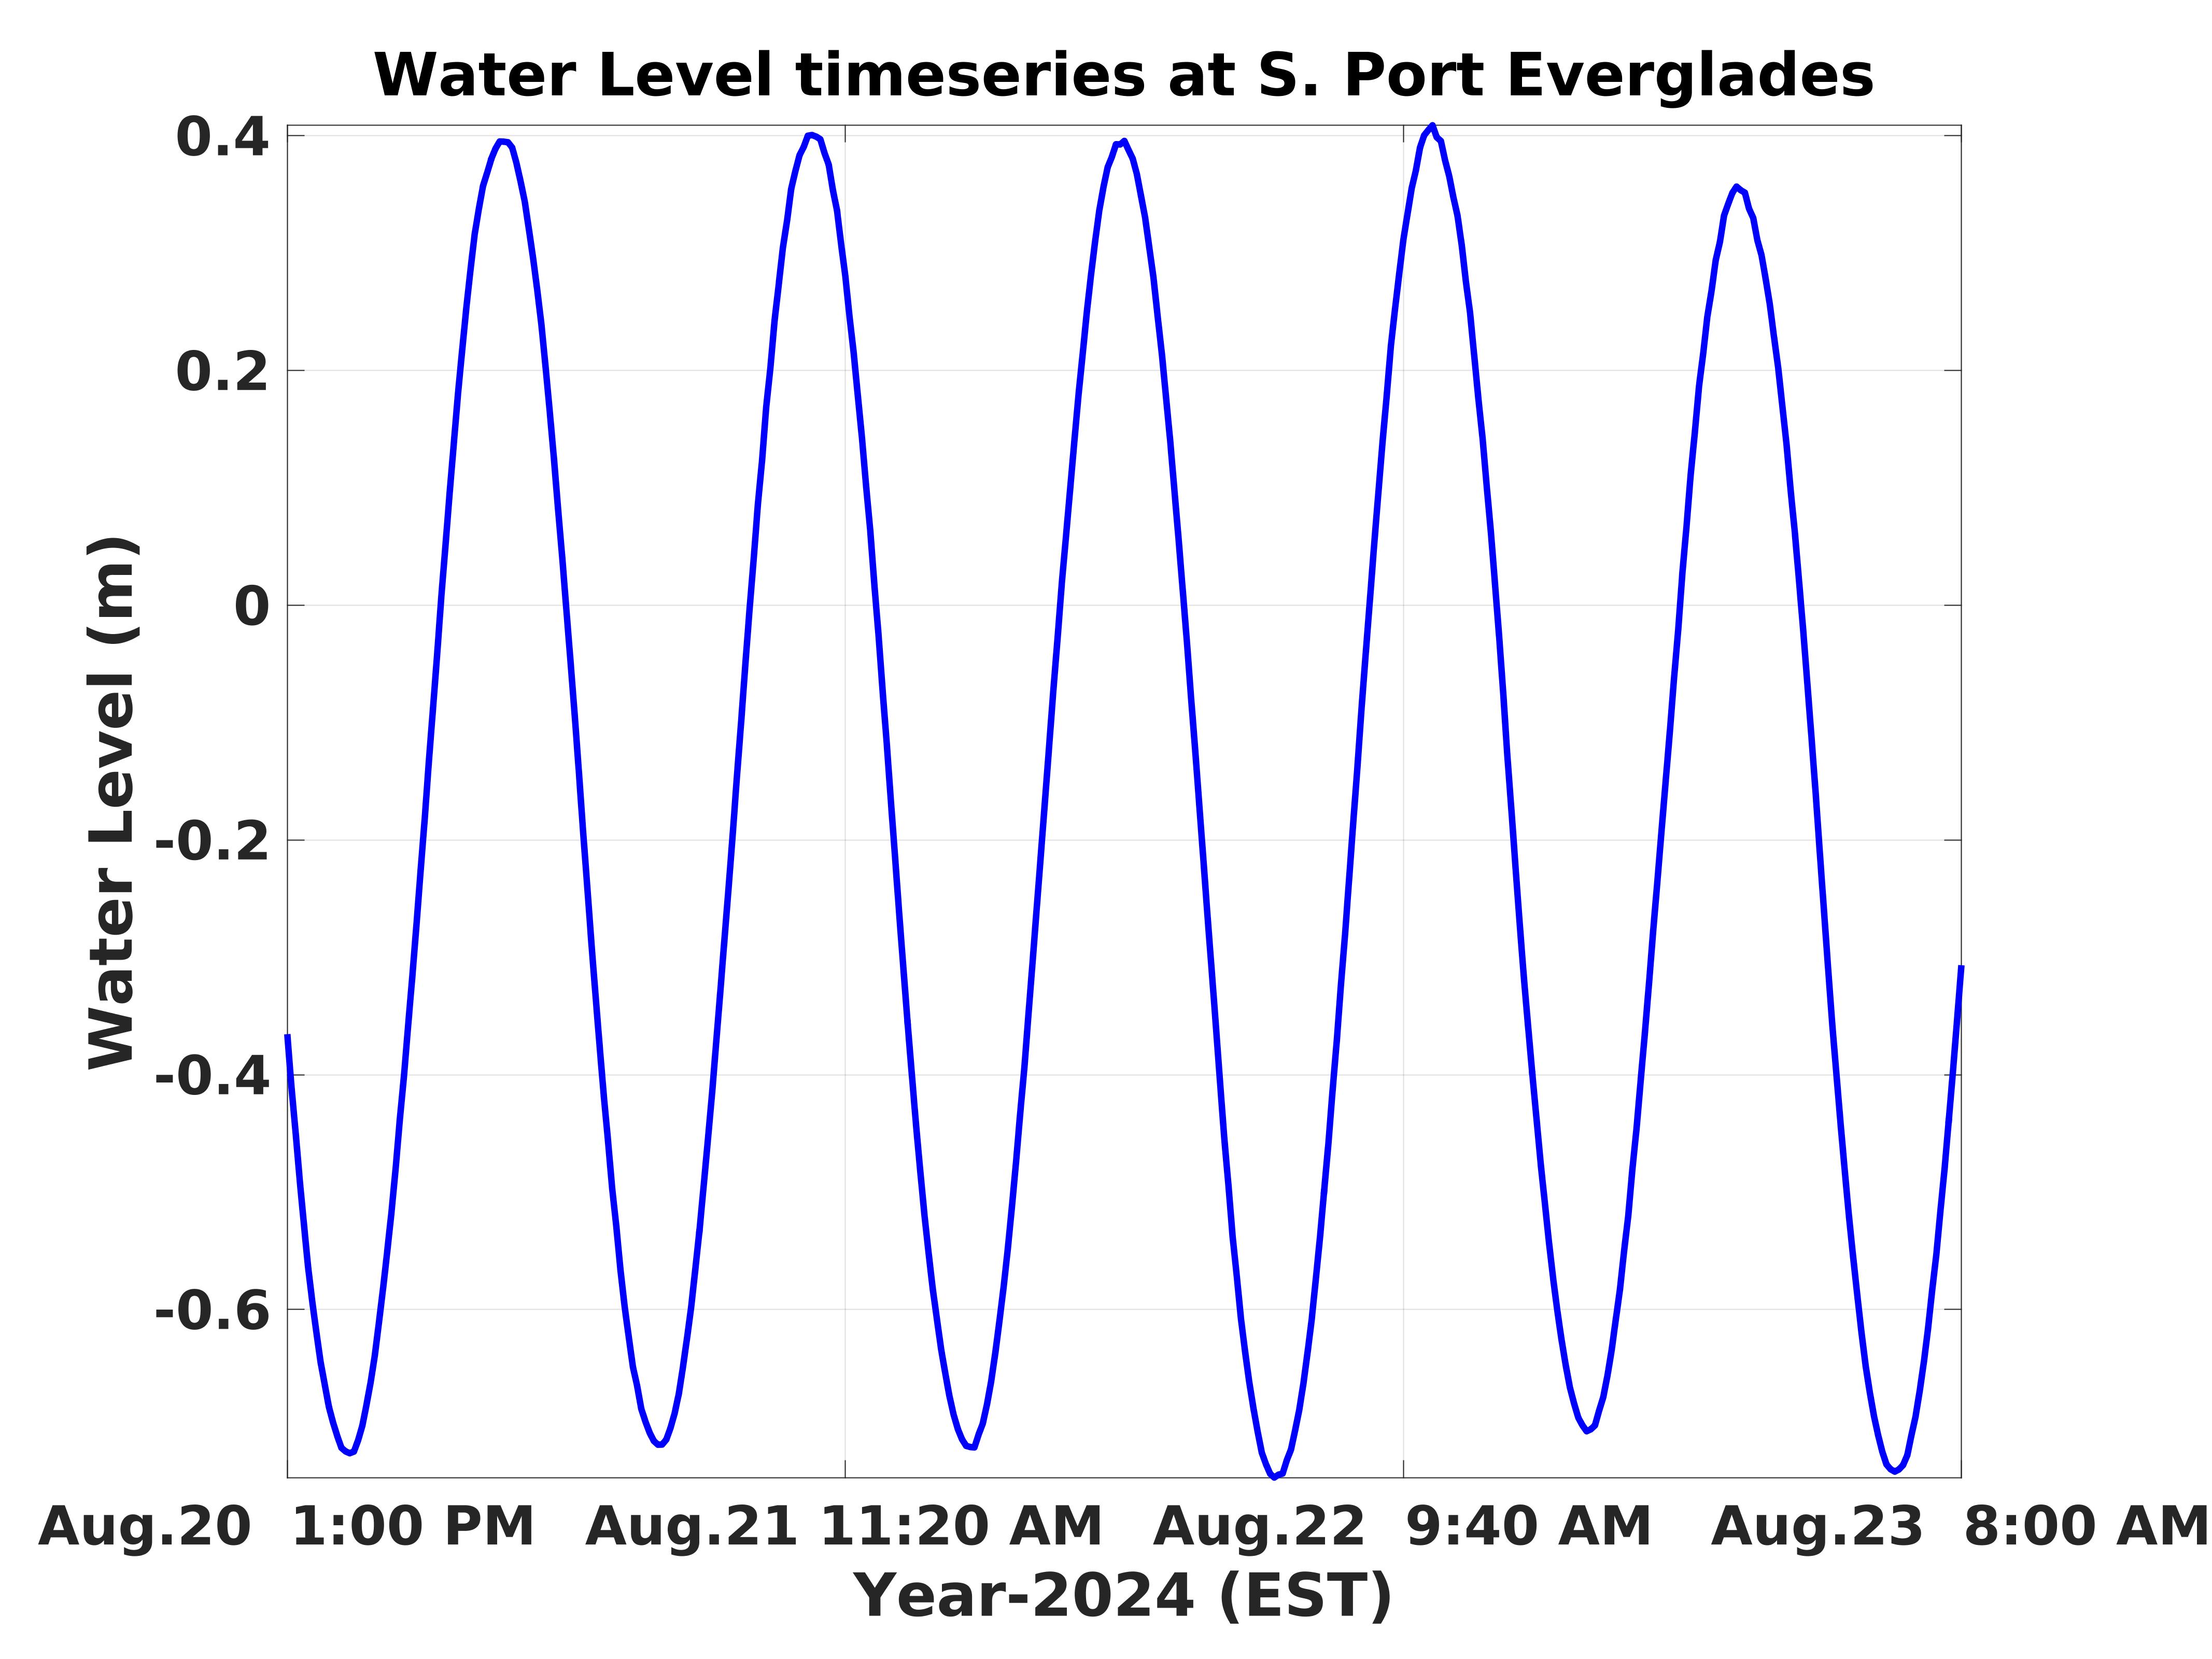 Water Level timeseries at S. Port Everglades
0.4
0.2
0
-0.2
-0.4
-0.6
Water Level (m)
Aug.20 1:00 PM Aug.21 11:20 AM Aug.22 9:40 AM Aug.23 8:00 AM
Year-2024 (EST)